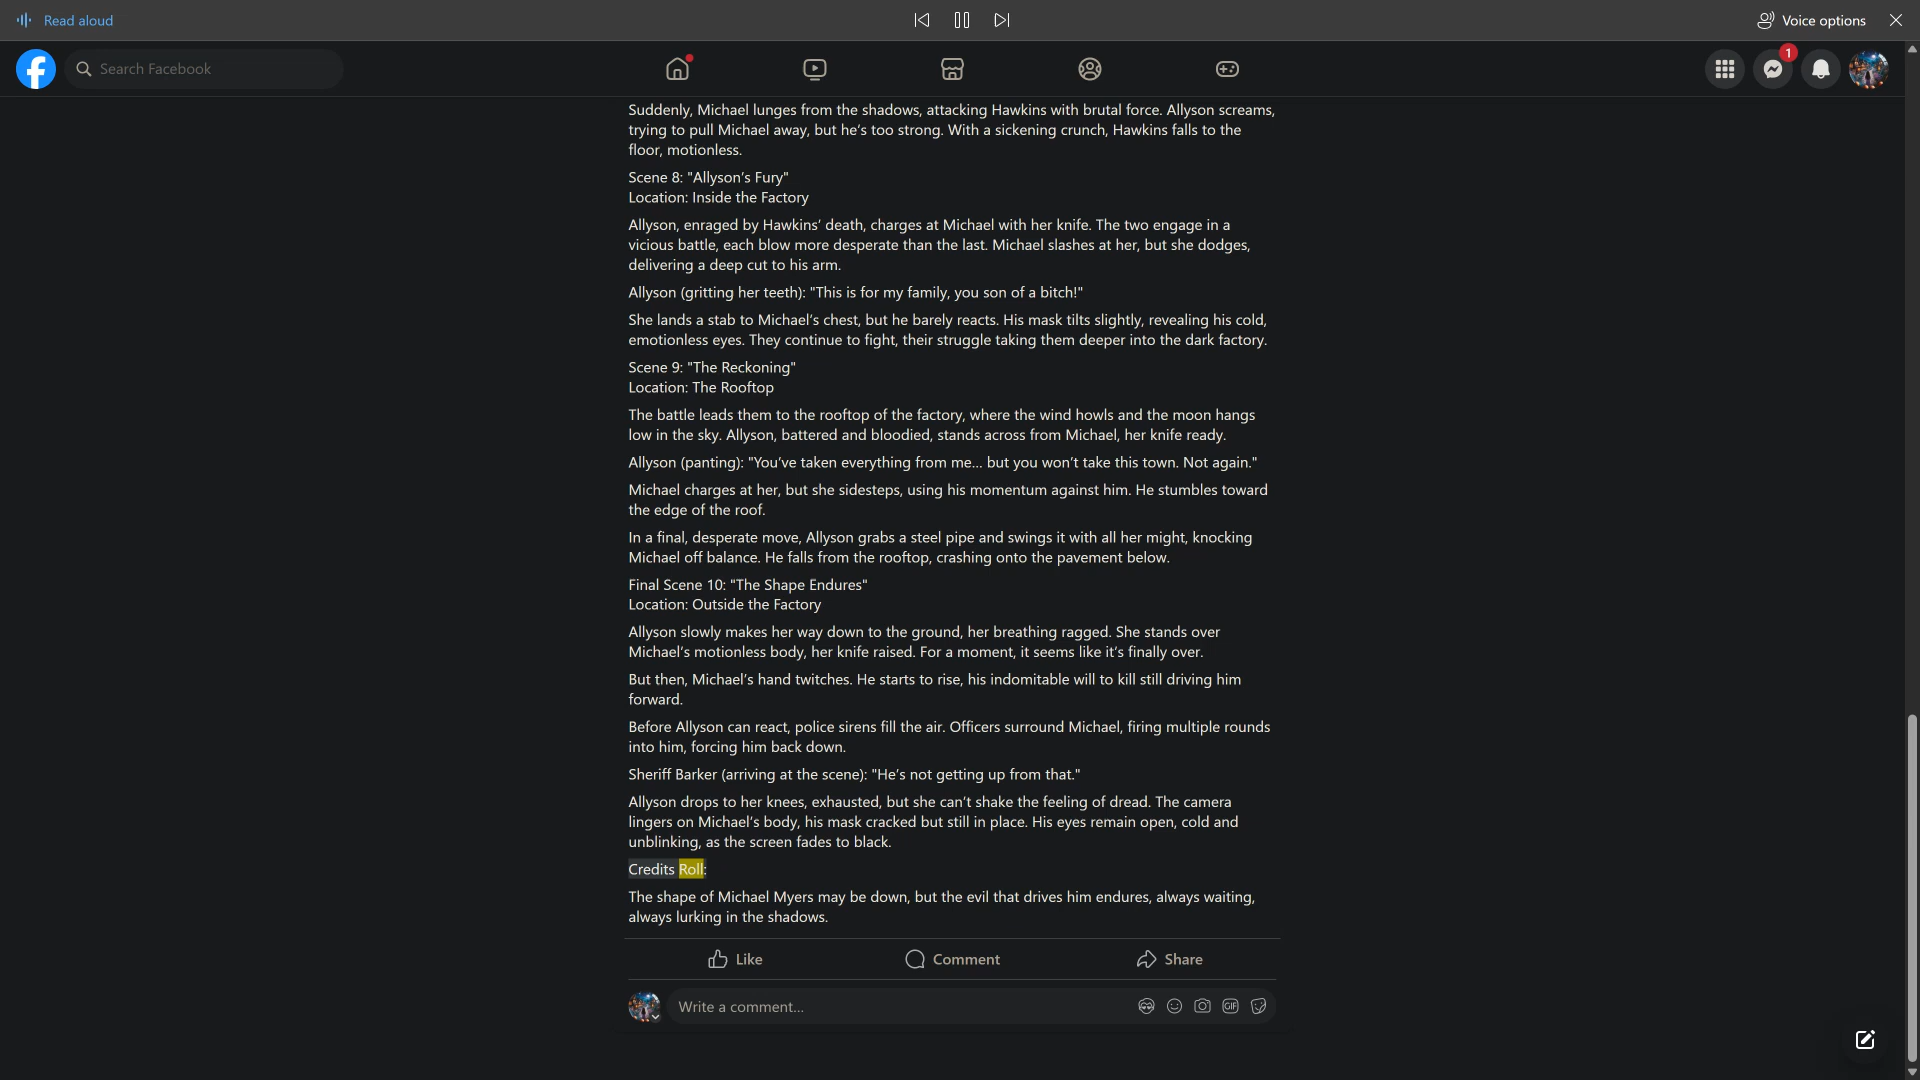 Read aloud
Voice options
Search Facebook
1
Suddenly, Michael lunges from the shadows, attacking Hawkins with brutal force. Allyson screams,
trying to pull Michael away, but he’s too strong. With a sickening crunch, Hawkins falls to the
floor, motionless.
Scene 8: "Allyson’s Fury"
Location: Inside the Factory
Allyson, enraged by Hawkins’ death, charges at Michael with her knife. The two engage in a
vicious battle, each blow more desperate than the last. Michael slashes at her, but she dodges,
delivering a deep cut to his arm.
Allyson (gritting her teeth): "This is for my family, you son of a bitch!"
She lands a stab to Michael’s chest, but he barely reacts. His mask tilts slightly, revealing his cold,
emotionless eyes. They continue to fight, their struggle taking them deeper into the dark factory.
Scene 9: "The Reckoning"
Location: The Rooftop
The battle leads them to the rooftop of the factory, where the wind howls and the moon hangs
low in the sky. Allyson, battered and bloodied, stands across from Michael, her knife ready.
Allyson (panting): "You’ve taken everything from me... but you won’t take this town. Not again."
Michael charges at her, but she sidesteps, using his momentum against him. He stumbles toward
the edge of the roof.
In a final, desperate move, Allyson grabs a steel pipe and swings it with all her might, knocking
Michael off balance. He falls from the rooftop, crashing onto the pavement below.
Final Scene 10: "The Shape Endures"
Location: Outside the Factory
Allyson slowly makes her way down to the ground, her breathing ragged. She stands over
Michael’s motionless body, her knife raised. For a moment, it seems like it’s finally over.
But then, Michael’s hand twitches. He starts to rise, his indomitable will to kill still driving him
forward.
Before Allyson can react, police sirens fill the air. Officers surround Michael, firing multiple rounds
into him, forcing him back down.
Sheriff Barker (arriving at the scene): "He’s not getting up from that."
Allyson drops to her knees, exhausted, but she can’t shake the feeling of dread. The camera
lingers on Michael’s body, his mask cracked but still in place. His eyes remain open, cold and
unblinking, as the screen fades to black.
Credits Roll:
The shape of Michael Myers may be down, but the evil that drives him endures, always waiting,
always lurking in the shadows.
Like
Comment
Share
Write a comment...
GIF